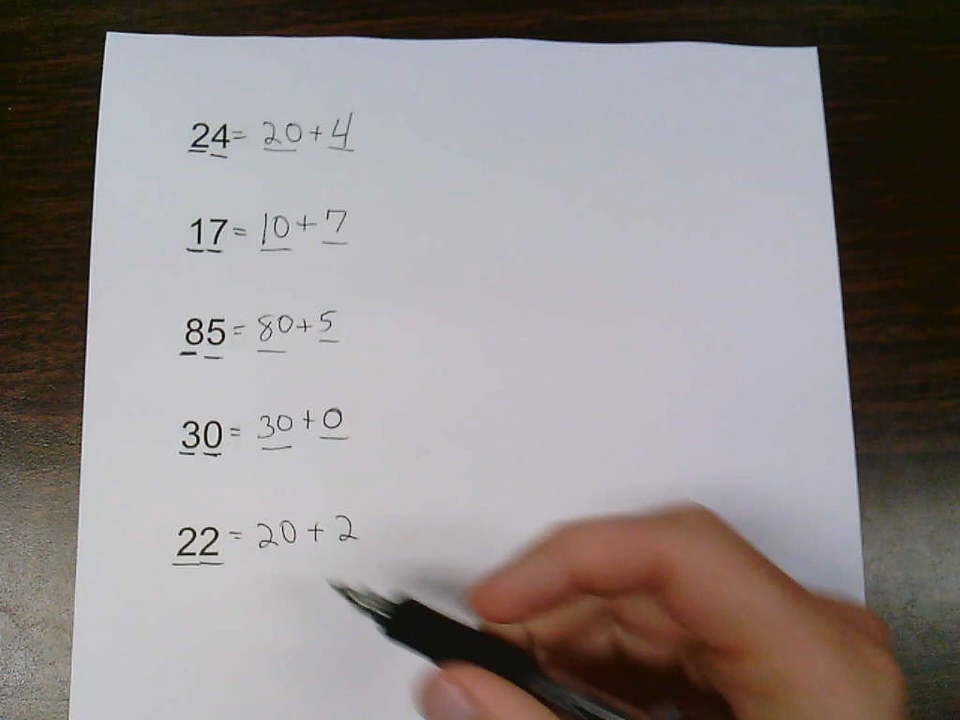 24 = 20 + 4
17 = 10 + 7
85 = 80 + 5
30 = 30 + 0
22 = 20 + 2